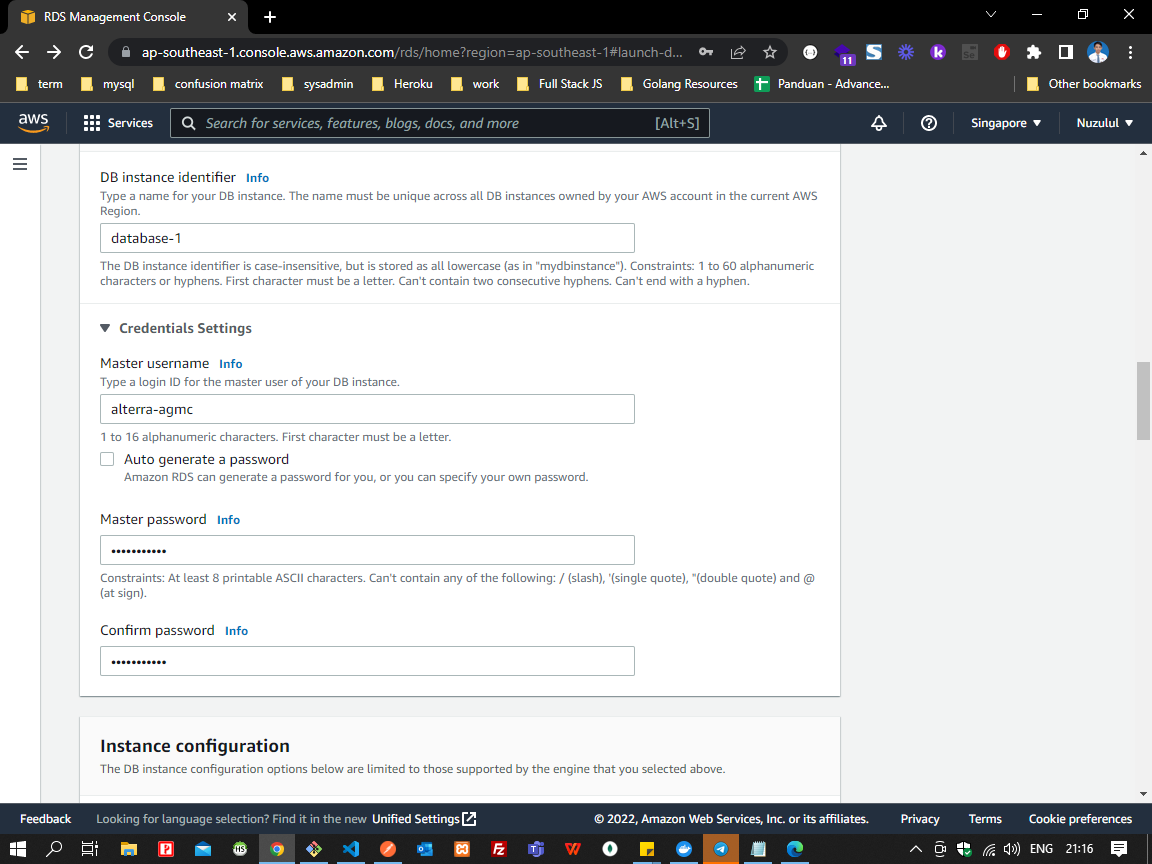 RDS Management Console
ap-southeast-1.console.aws.amazon.com/rds/home?region=ap-southeast-1#launch-d...
11
term
mysql
confusion matrix
sysadmin
Heroku
work
Full Stack JS
Golang Resources
Panduan - Advance...
Other bookmarks
aws
Services
Search for services, features, blogs, docs, and more
[Alt+S]
Singapore
Nuzulul
DB instance identifier Info
Type a name for your DB instance. The name must be unique across all DB instances owned by your AWS account in the current AWS
Region.
database-1
The DB instance identifier is case-insensitive, but is stored as all lowercase (as in "mydbinstance"). Constraints: 1 to 60 alphanumeric
characters or hyphens. First character must be a letter. Can't contain two consecutive hyphens. Can't end with a hyphen.
Credentials Settings
Master username Info
Type a login ID for the master user of your DB instance.
alterra-agmc
1 to 16 alphanumeric characters. First character must be a letter.
Auto generate a password
Amazon RDS can generate a password for you, or you can specify your own password.
Master password Info
•••••••••••
Constraints: At least 8 printable ASCII characters. Can't contain any of the following: / (slash), '(single quote), "(double quote) and @
(at sign).
Confirm password Info
•••••••••••
Instance configuration
The DB instance configuration options below are limited to those supported by the engine that you selected above.
Feedback
Looking for language selection? Find it in the new Unified Settings
© 2022, Amazon Web Services, Inc. or its affiliates.
Privacy
Terms
Cookie preferences
ENG
21:16